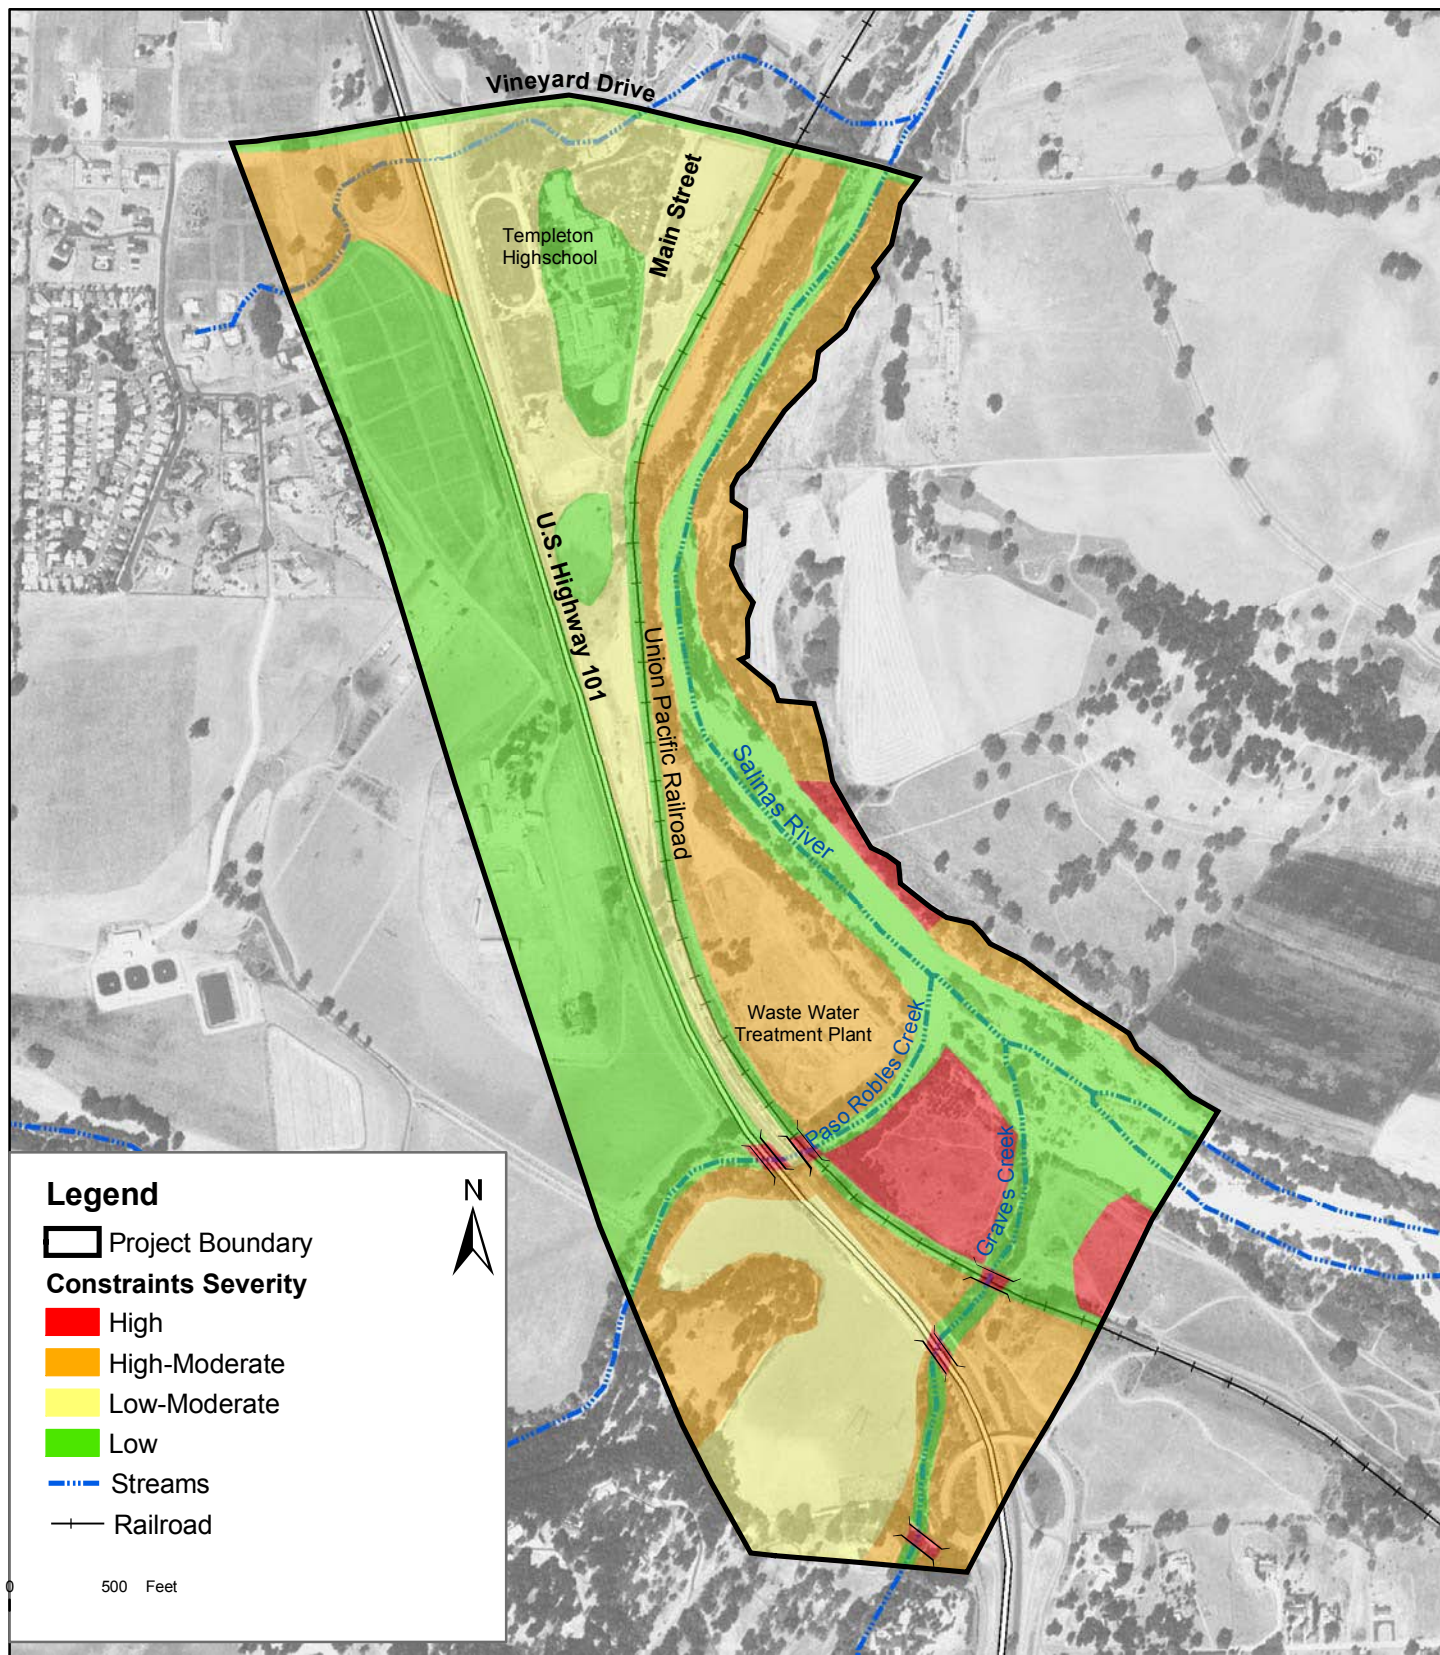 Vineyard Drive
Main Street
Templeton
Highschool
U.S. Highway 101
Union Pacific Railroad
Salinas River
Waste Water
Treatment Plant
Paso Robles Creek
Graves Creek
Legend
N
Project Boundary
Constraints Severity
High
High-Moderate
Low-Moderate
Low
Streams
Railroad
0 500 Feet